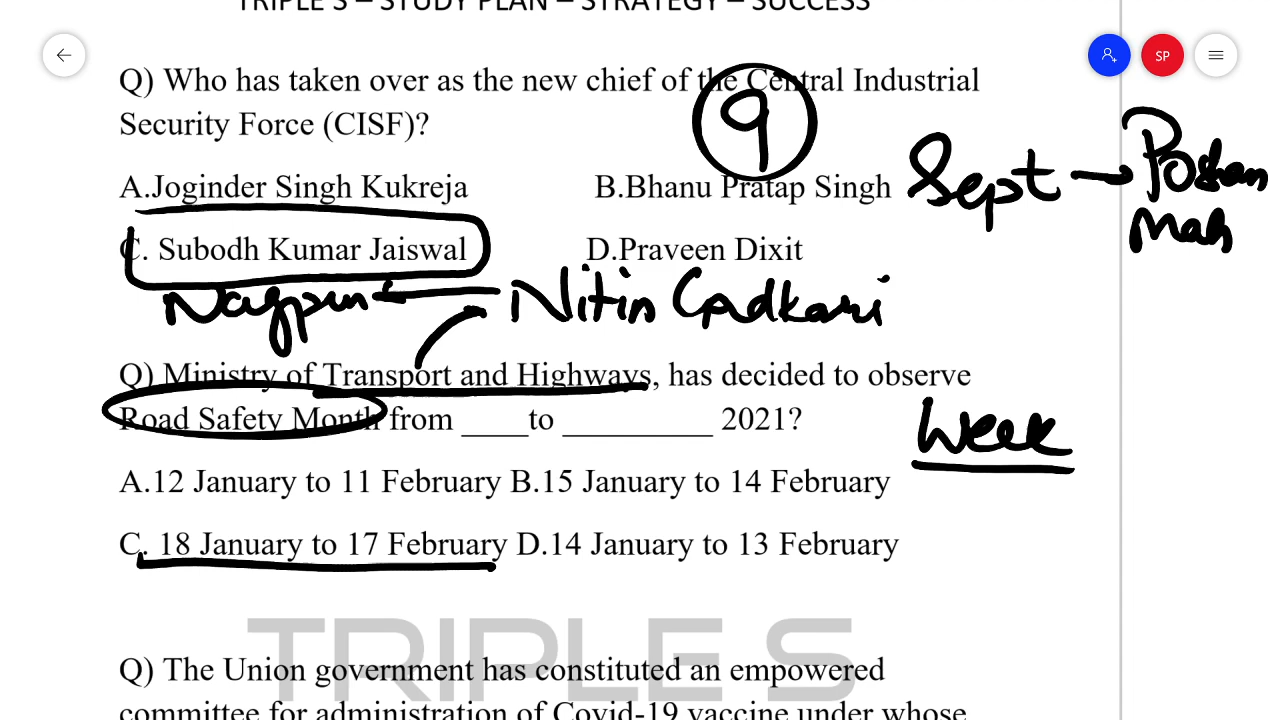 TRIPLE S – STUDY PLAN – STRATEGY – SUCCESS
SP
Q) Who has taken over as the new chief of the Central Industrial
Security Force (CISF)?
9
A.Joginder Singh Kukreja B.Bhanu Pratap Singh
Sept → Poshan
Mah
C. Subodh Kumar Jaiswal D.Praveen Dixit
Nagpur ← Nitin Gadkari
Q) Ministry of Transport and Highways, has decided to observe
Road Safety Month from ____to _________ 2021?
Week
A.12 January to 11 February B.15 January to 14 February
C. 18 January to 17 February D.14 January to 13 February
TRIPLE S
Q) The Union government has constituted an empowered
committee for administration of Covid-19 vaccine under whose